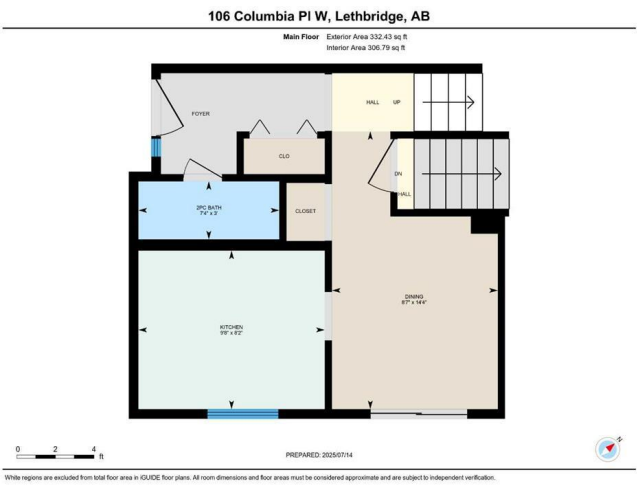 106 Columbia Pl W, Lethbridge, AB
Main Floor Exterior Area 332.43 sq ft
Interior Area 306.79 sq ft
HALL UP
FOYER
CLO
DN
HALL
2PC BATH
7'4" x 3'
CLOSET
DINING
8'7" x 14'4"
KITCHEN
9'8" x 8'2"
0 2 4
ft
PREPARED: 2025/07/14
N
White regions are excluded from total floor area in iGUIDE floor plans. All room dimensions and floor areas must be considered approximate and are subject to independent verification.